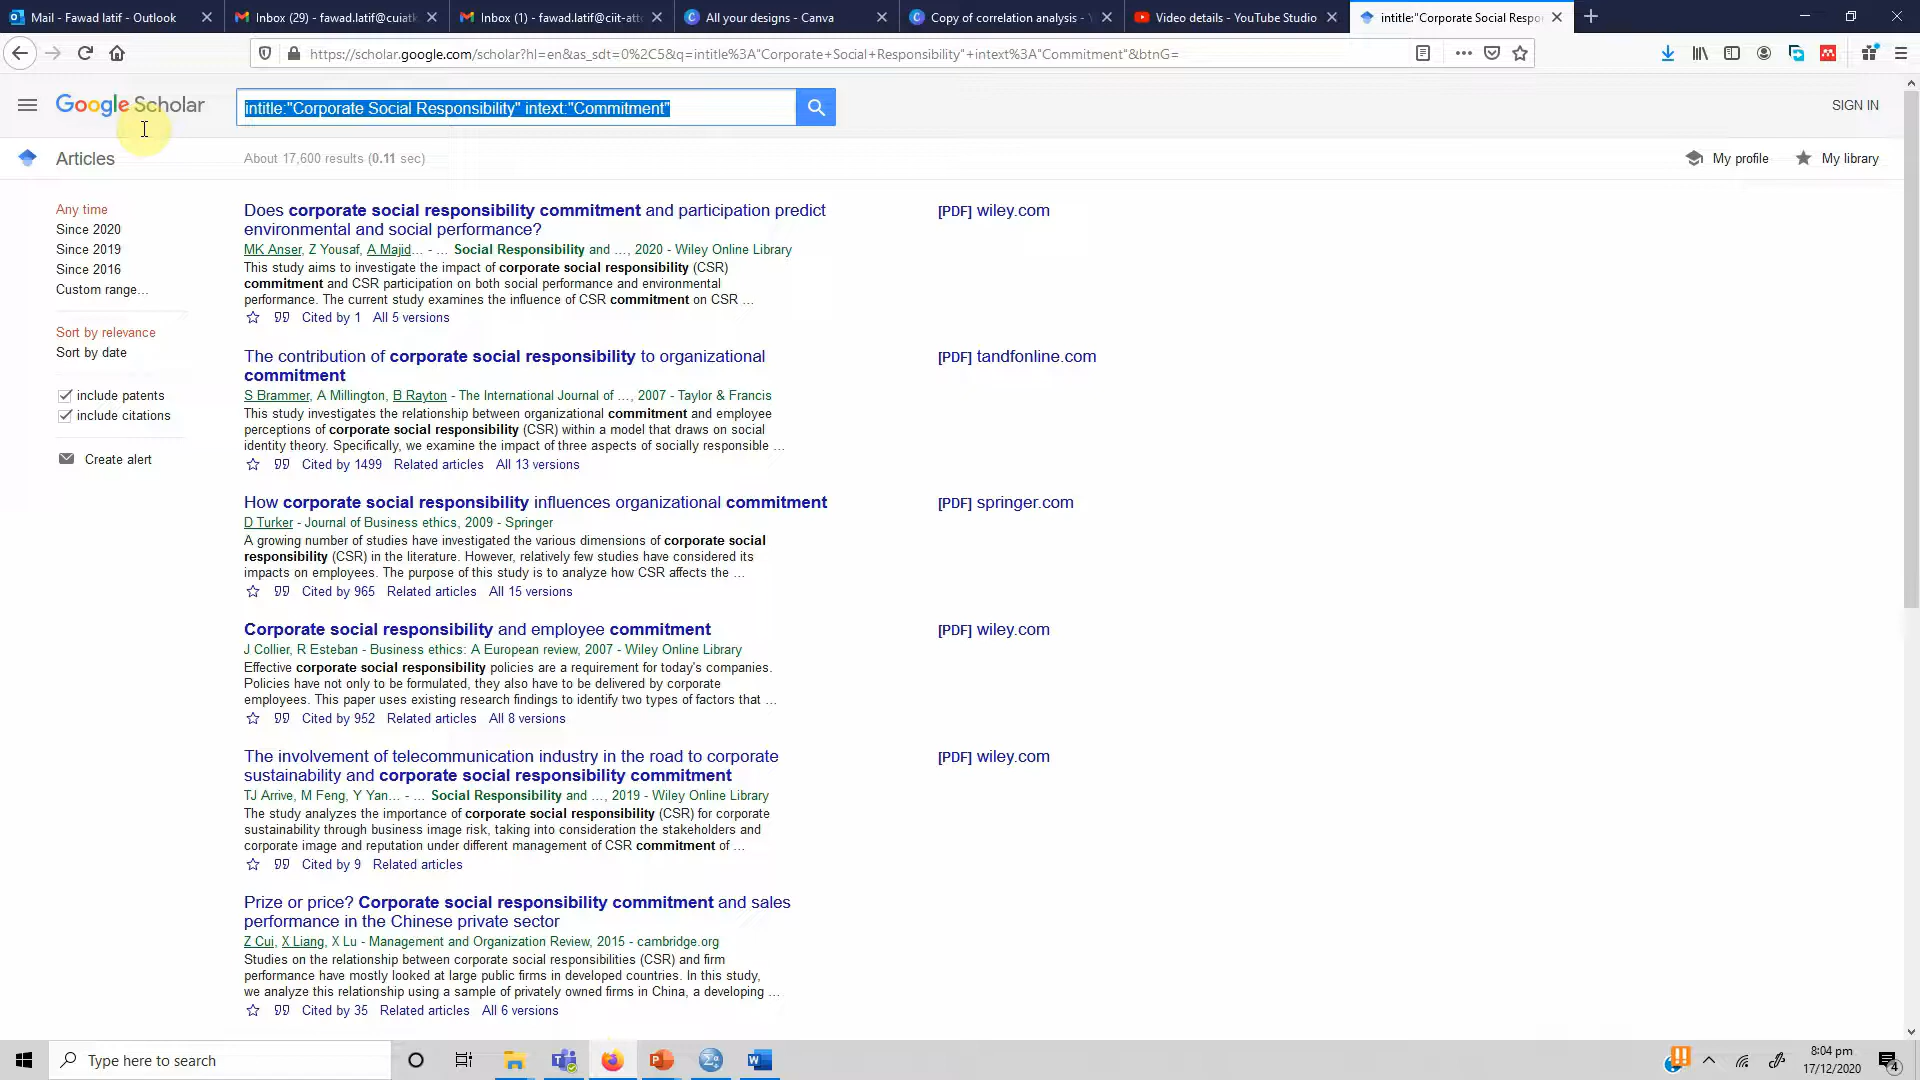 Mail - Fawad latif - Outlook
Inbox (29) - fawad.latif@cuiatk
Inbox (1) - fawad.latif@ciit-att
All your designs - Canva
Copy of correlation analysis -
Video details - YouTube Studio
intitle:"Corporate Social Respo
https://scholar.google.com/scholar?hl=en&as_sdt=0%2C5&q=intitle%3A"Corporate+Social+Responsibility"+intext%3A"Commitment"&btnG=
Google Scholar
intitle:"Corporate Social Responsibility" intext:"Commitment"
SIGN IN
Articles
About 17,600 results (0.11 sec)
My profile
My library
Any time
Since 2020
Since 2019
Since 2016
Custom range...
Sort by relevance
Sort by date
include patents
include citations
Create alert
Does corporate social responsibility commitment and participation predict
environmental and social performance?
MK Anser, Z Yousaf, A Majid… - … Social Responsibility and …, 2020 - Wiley Online Library
This study aims to investigate the impact of corporate social responsibility (CSR)
commitment and CSR participation on both social performance and environmental
performance. The current study examines the influence of CSR commitment on CSR …
Cited by 1 All 5 versions
[PDF] wiley.com
The contribution of corporate social responsibility to organizational
commitment
S Brammer, A Millington, B Rayton - The International Journal of …, 2007 - Taylor & Francis
This study investigates the relationship between organizational commitment and employee
perceptions of corporate social responsibility (CSR) within a model that draws on social
identity theory. Specifically, we examine the impact of three aspects of socially responsible …
Cited by 1499 Related articles All 13 versions
[PDF] tandfonline.com
How corporate social responsibility influences organizational commitment
D Turker - Journal of Business ethics, 2009 - Springer
A growing number of studies have investigated the various dimensions of corporate social
responsibility (CSR) in the literature. However, relatively few studies have considered its
impacts on employees. The purpose of this study is to analyze how CSR affects the …
Cited by 965 Related articles All 15 versions
[PDF] springer.com
Corporate social responsibility and employee commitment
J Collier, R Esteban - Business ethics: A European review, 2007 - Wiley Online Library
Effective corporate social responsibility policies are a requirement for today's companies.
Policies have not only to be formulated, they also have to be delivered by corporate
employees. This paper uses existing research findings to identify two types of factors that …
Cited by 952 Related articles All 8 versions
[PDF] wiley.com
The involvement of telecommunication industry in the road to corporate
sustainability and corporate social responsibility commitment
TJ Arrive, M Feng, Y Yan… - … Social Responsibility and …, 2019 - Wiley Online Library
The study analyzes the importance of corporate social responsibility (CSR) for corporate
sustainability through business image risk, taking into consideration the stakeholders and
corporate image and reputation under different management of CSR commitment of …
Cited by 9 Related articles
[PDF] wiley.com
Prize or price? Corporate social responsibility commitment and sales
performance in the Chinese private sector
Z Cui, X Liang, X Lu - Management and Organization Review, 2015 - cambridge.org
Studies on the relationship between corporate social responsibilities (CSR) and firm
performance have mostly looked at large public firms in developed countries. In this study,
we analyze this relationship using a sample of privately owned firms in China, a developing …
Cited by 35 Related articles All 6 versions
Type here to search
8:04 pm
17/12/2020
4